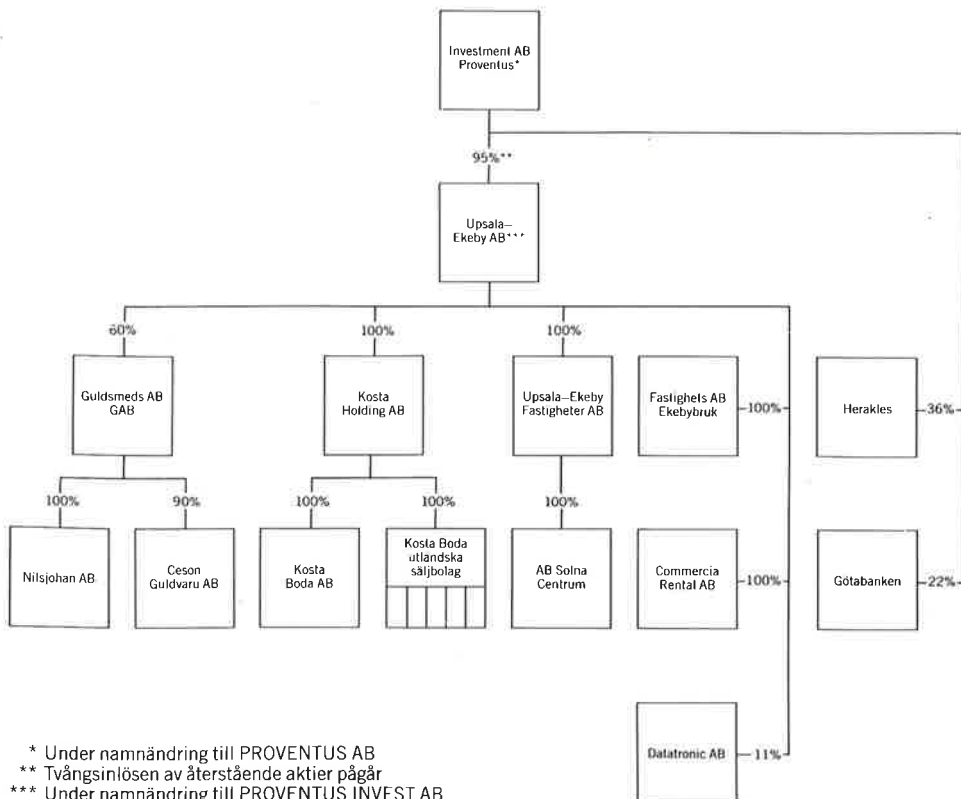 Investment AB
Proventus*
95%**
Upsala–
Ekeby AB***
60%
100%
100%
Guldsmeds AB
GAB
Kosta
Holding AB
Upsala–Ekeby
Fastigheter AB
Fastighets AB
Ekebybruk
100%
Herakles
36%
100%
90%
100%
100%
100%
Nilsjohan AB
Ceson
Guldvaru AB
Kosta
Boda AB
Kosta Boda
utländska
säljbolag
AB Solna
Centrum
Commercia
Rental AB
100%
Götabanken
22%
Datatronic AB
11%
* Under namnändring till PROVENTUS AB
** Tvångsinlösen av återstående aktier pågår
*** Under namnändring till PROVENTUS INVEST AB